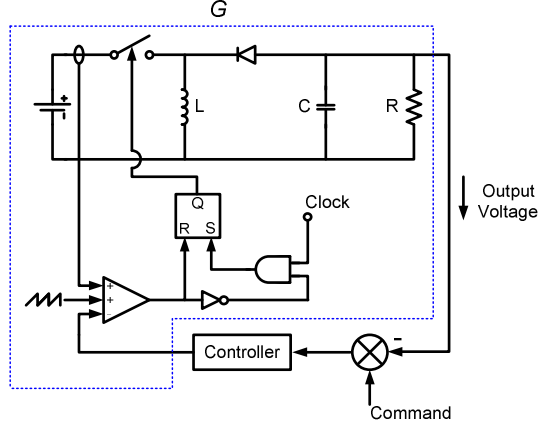 G
+
-
L
C
R
Output
Voltage
Q
R S
Clock
+
+
-
Controller
-
Command